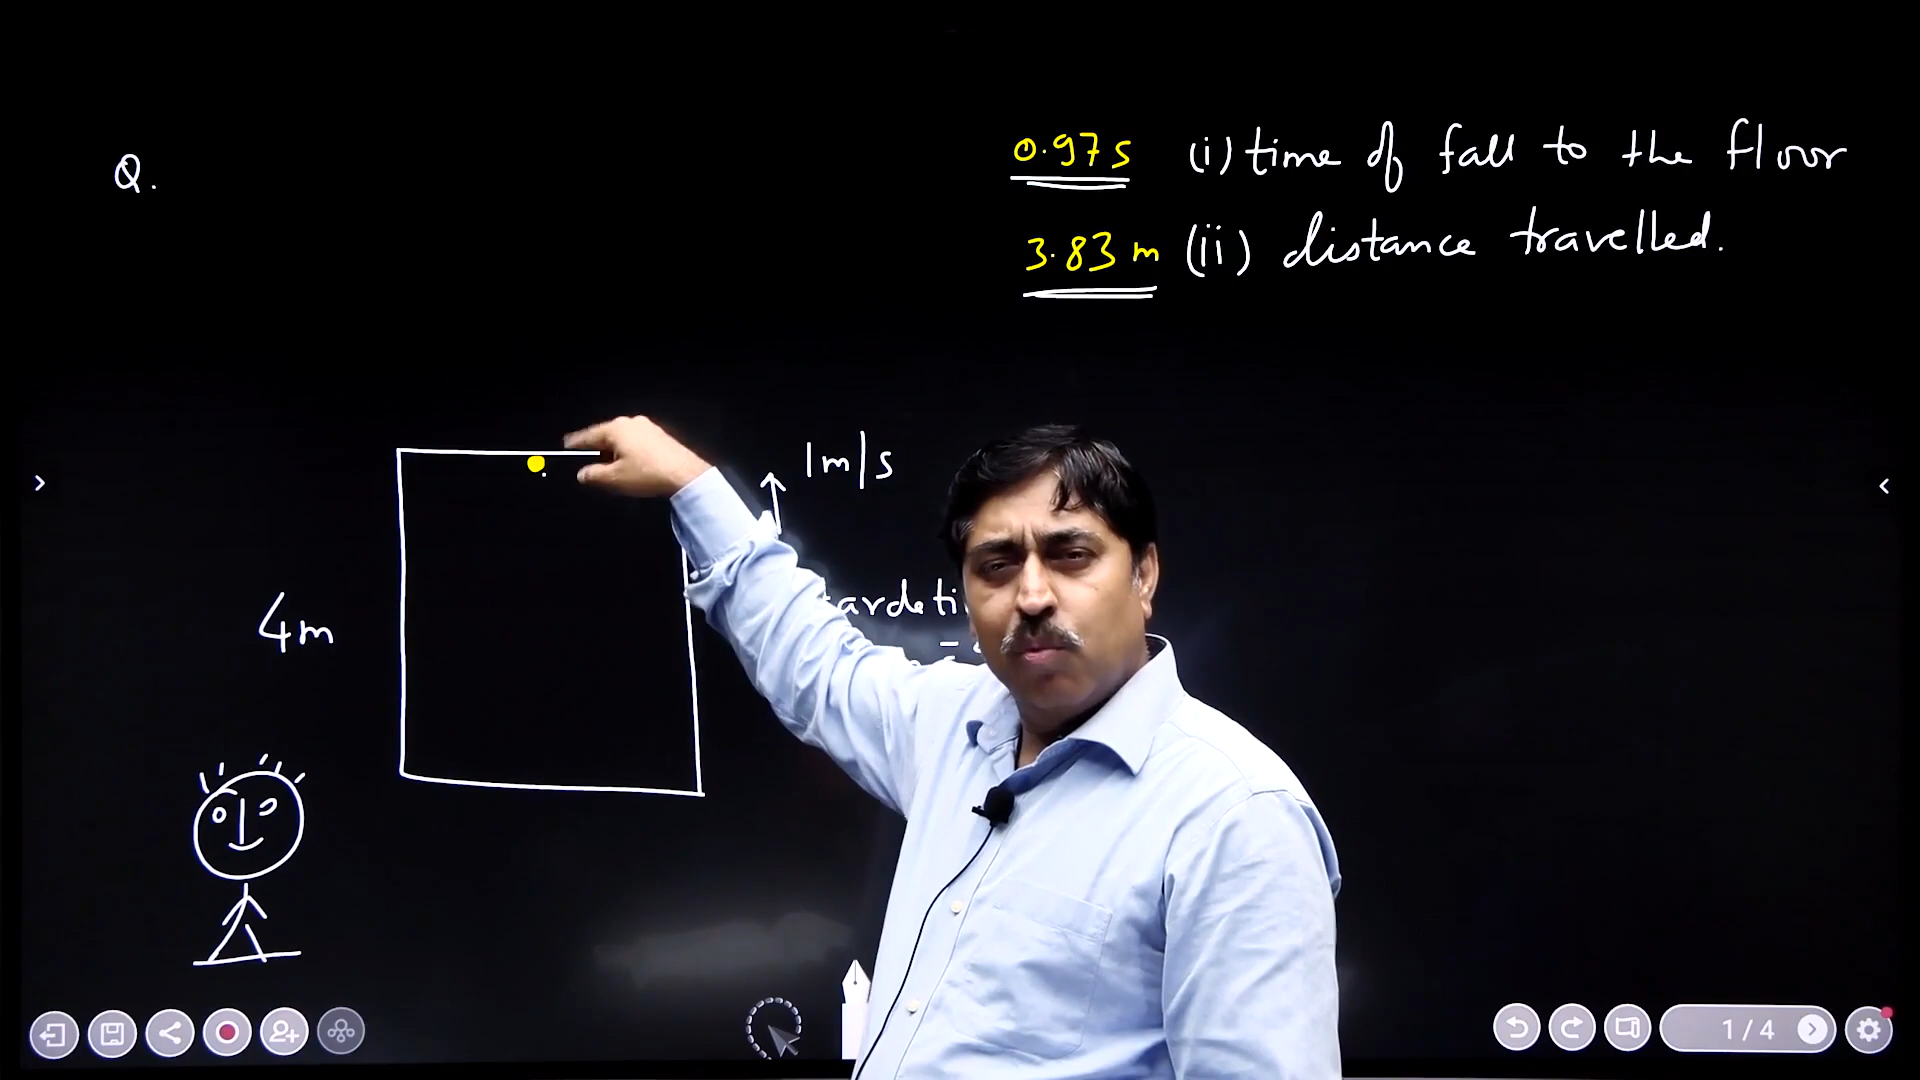 Q.
0.97 s (i) time of fall to the floor
3.83 m (ii) distance travelled.
1m/s
4m
1/4